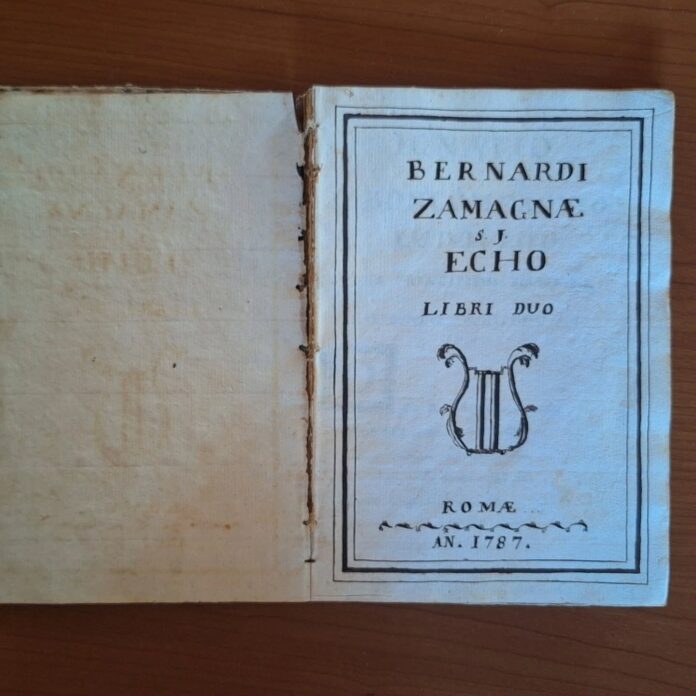 BERNARDI
ZAMAGNÆ
S. J.
ECHO
LIBRI DUO
ROMÆ
AN. 1787.